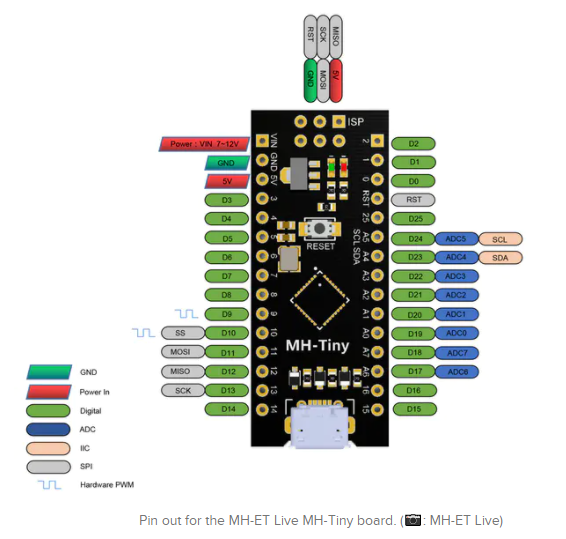 RST SCK MISO
GND MOSI 5V
ISP
Power : VIN 7~12V VIN 2 D2
GND GND 1 D1
5V 5V 0 D0
D3 3 RST RST
D4 4 25 D25
D5 5 A5 D24 ADC5 SCL
RESET SCL SDA
D6 6 A4 D23 ADC4 SDA
D7 7 A3 D22 ADC3
D8 8 A2 D21 ADC2
D9 9 A1 D20 ADC1
SS D10 10 A0 D19 ADC0
MH-Tiny
MOSI D11 11 A7 D18 ADC7
MISO D12 12 A6 D17 ADC6
SCK D13 13 16 D16
D14 14 15 D15
GND
Power In
Digital
ADC
IIC
SPI
Hardware PWM
Pin out for the MH-ET Live MH-Tiny board. (📷: MH-ET Live)